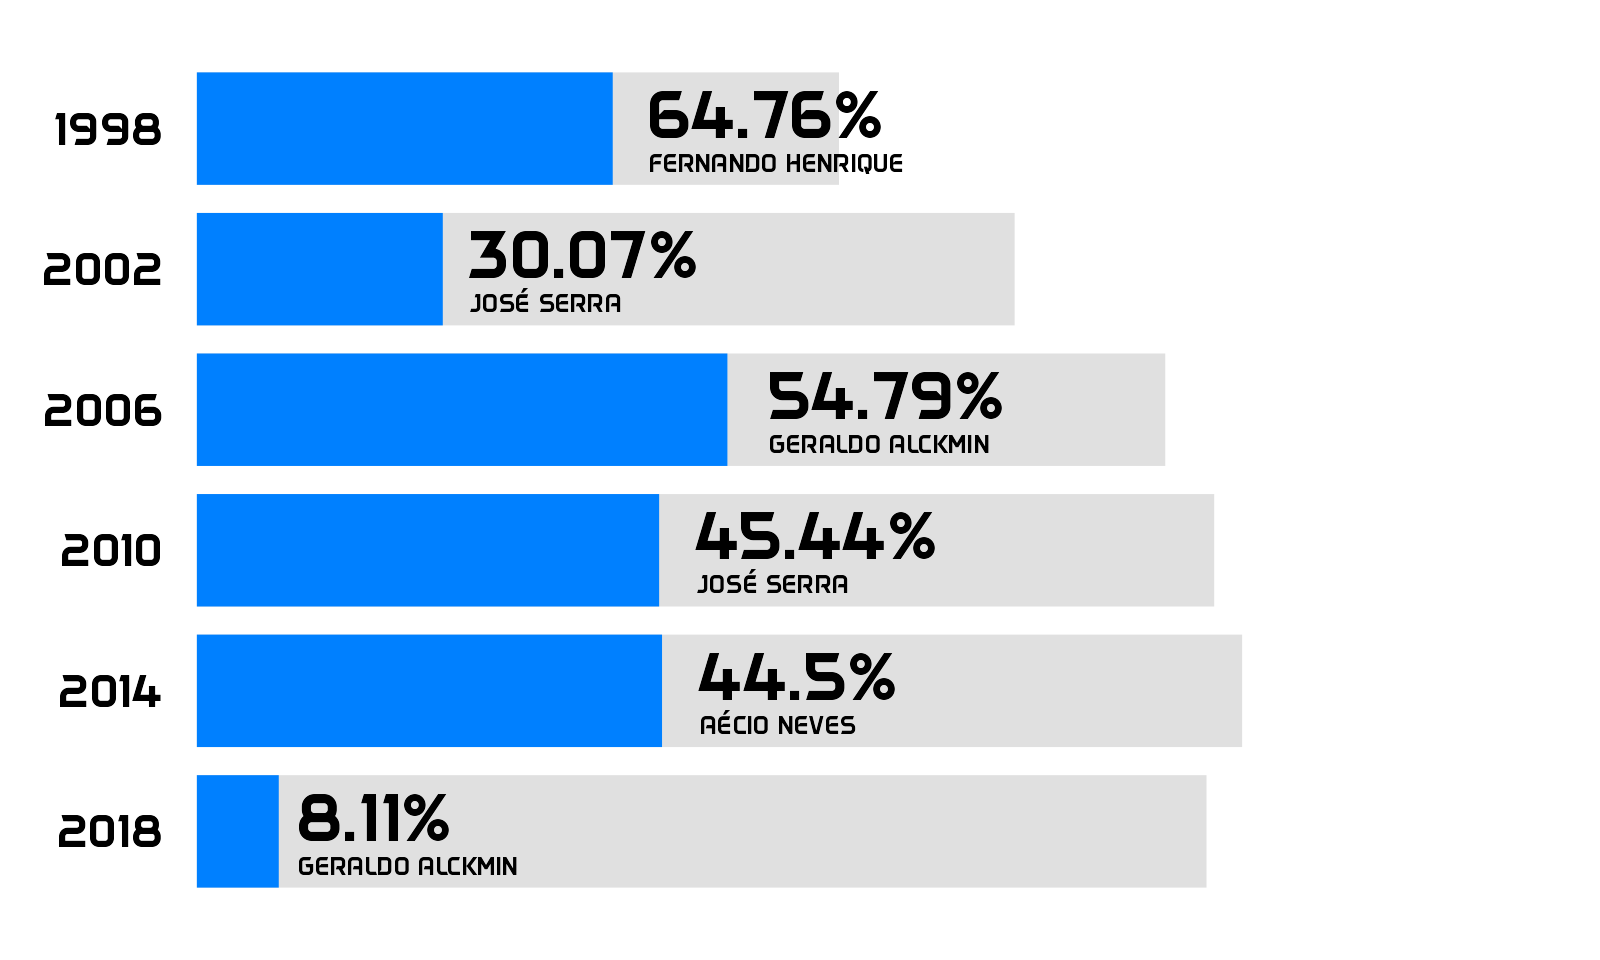 1998
64.76%
FERNANDO HENRIQUE
2002
30.07%
JOSÉ SERRA
2006
54.79%
GERALDO ALCKMIN
2010
45.44%
JOSÉ SERRA
2014
44.5%
AÉCIO NEVES
2018
8.11%
GERALDO ALCKMIN